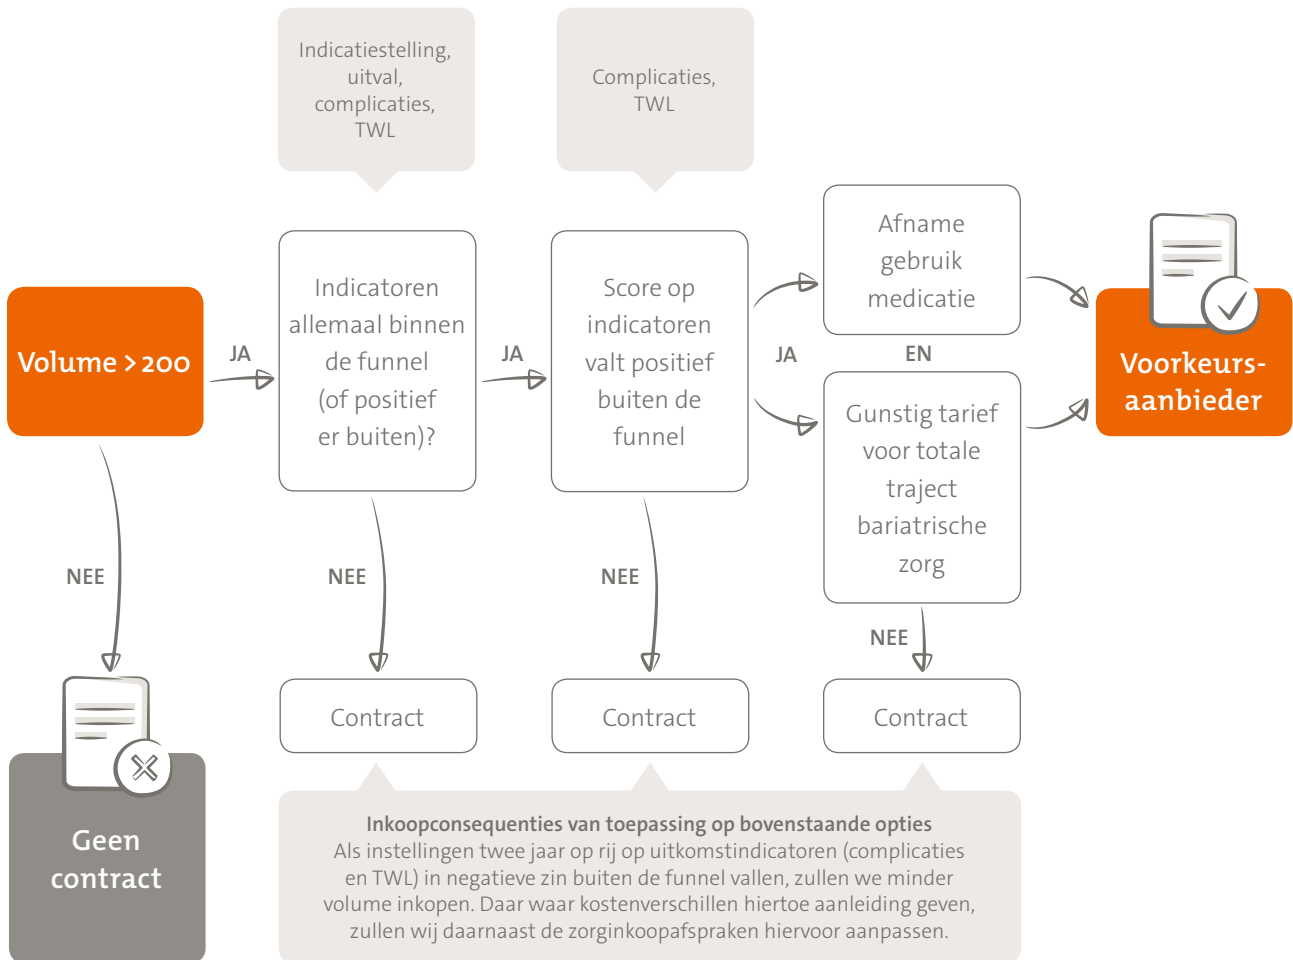 Indicatiestelling,
uitval,
complicaties,
TWL
Complicaties,
TWL
Volume > 200
JA
Indicatoren
allemaal binnen
de funnel
(of positief
er buiten)?
JA
Score op
indicatoren
valt positief
buiten de
funnel
JA
Afname
gebruik
medicatie
EN
Gunstig tarief
voor totale
traject
bariatrische
zorg
Voorkeurs-
aanbieder
NEE
NEE
NEE
NEE
Geen
contract
Contract
Contract
Contract
Inkoopconsequenties van toepassing op bovenstaande opties
Als instellingen twee jaar op rij op uitkomstindicatoren (complicaties
en TWL) in negatieve zin buiten de funnel vallen, zullen we minder
volume inkopen. Daar waar kostenverschillen hiertoe aanleiding geven,
zullen wij daarnaast de zorginkoopafspraken hiervoor aanpassen.